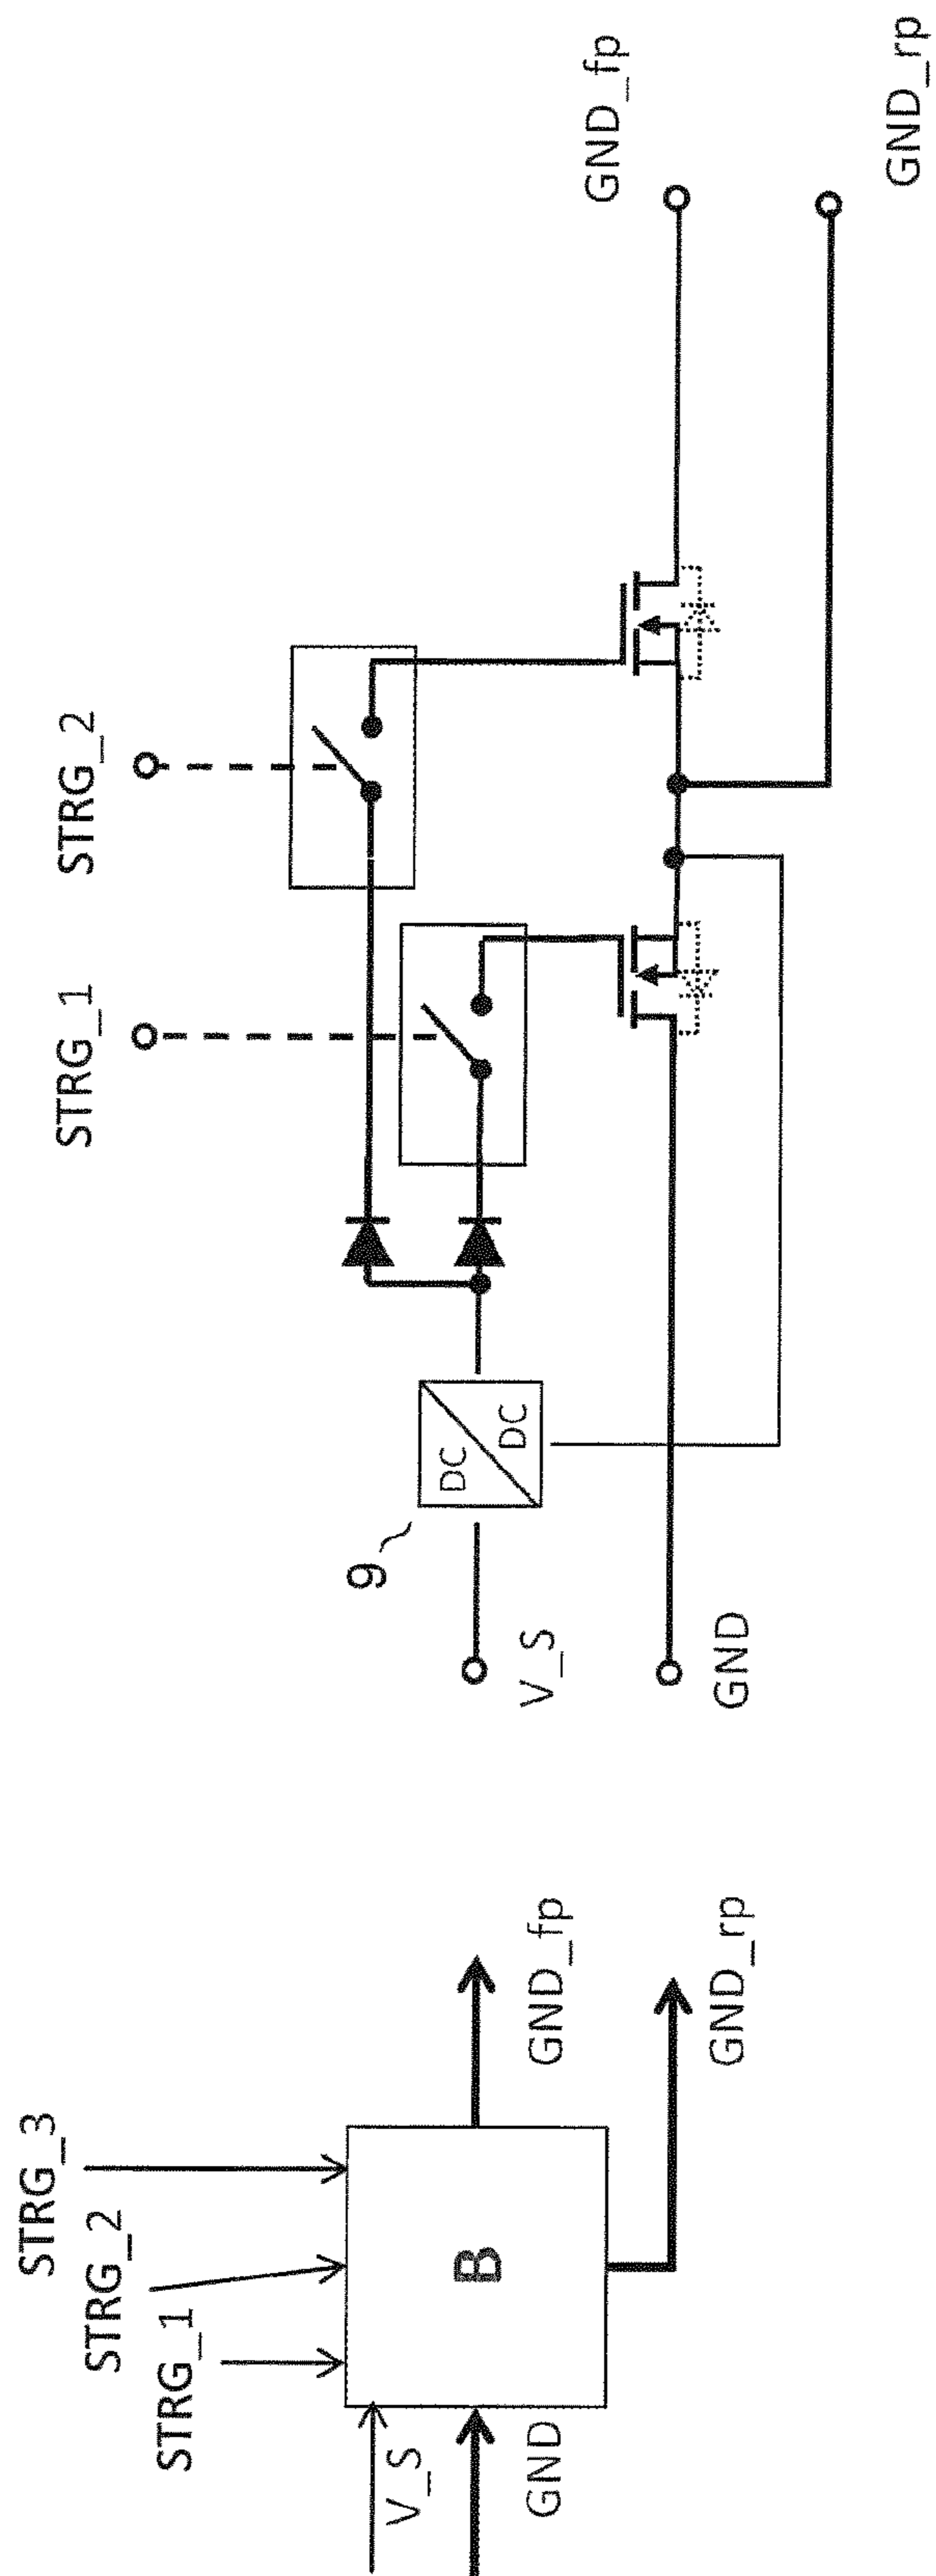 STRG_3
STRG_2
STRG_1
V_S
GND
B
GND_fp
GND_rp
STRG_1
STRG_2
9
DC
DC
V_S
GND
GND_fp
GND_rp